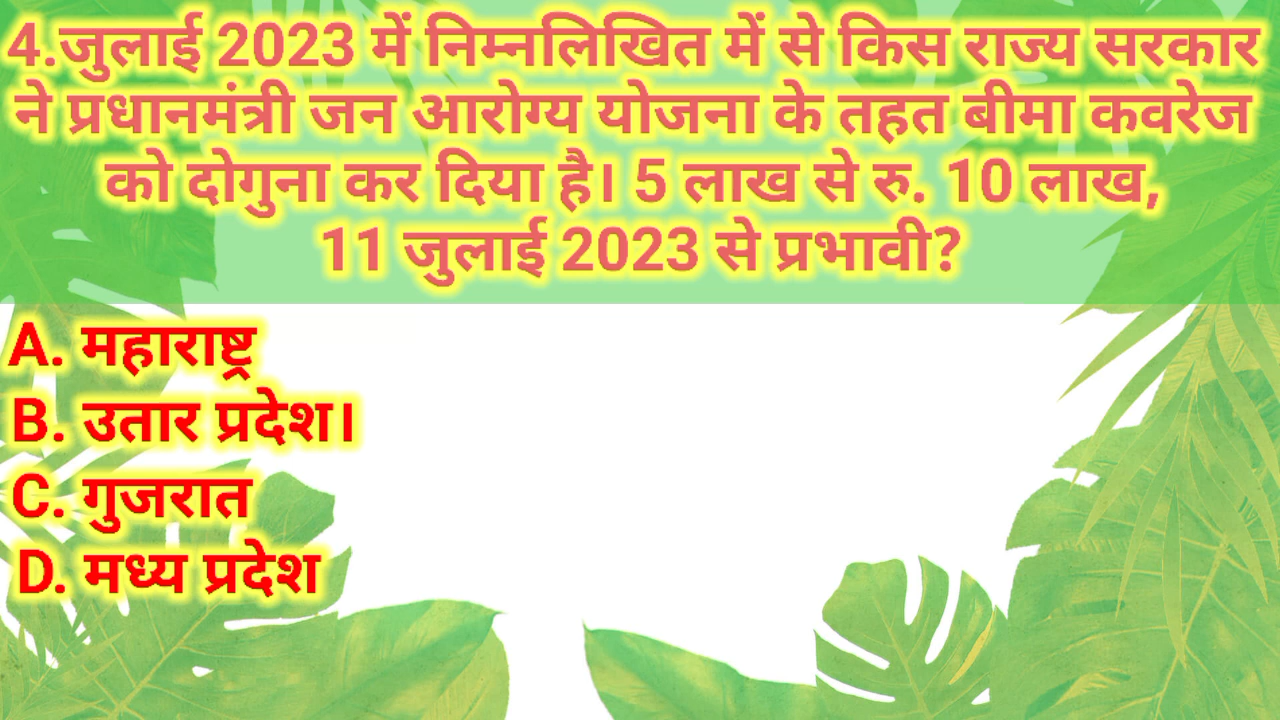 4.जुलाई 2023 में निम्नलिखित में से किस राज्य सरकार
ने प्रधानमंत्री जन आरोग्य योजना के तहत बीमा कवरेज
को दोगुना कर दिया है। 5 लाख से रु. 10 लाख,
11 जुलाई 2023 से प्रभावी?
A. महाराष्ट्र
B. उतार प्रदेश।
C. गुजरात
D. मध्य प्रदेश